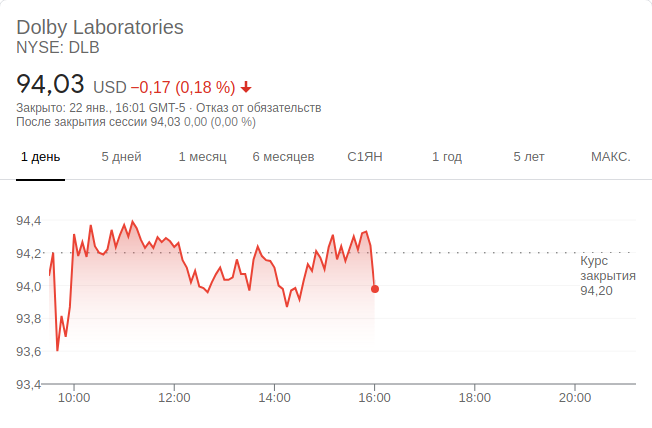 Dolby Laboratories
NYSE: DLB
94,03 USD −0,17 (0,18 %)
Закрыто: 22 янв., 16:01 GMT-5 · Отказ от обязательств
После закрытия сессии 94,03 0,00 (0,00 %)
1 день 5 дней 1 месяц 6 месяцев С1ЯН 1 год 5 лет МАКС.
94,4
94,2
Курс
закрытия
94,20
94,0
93,8
93,6
93,4
10:00 12:00 14:00 16:00 18:00 20:00